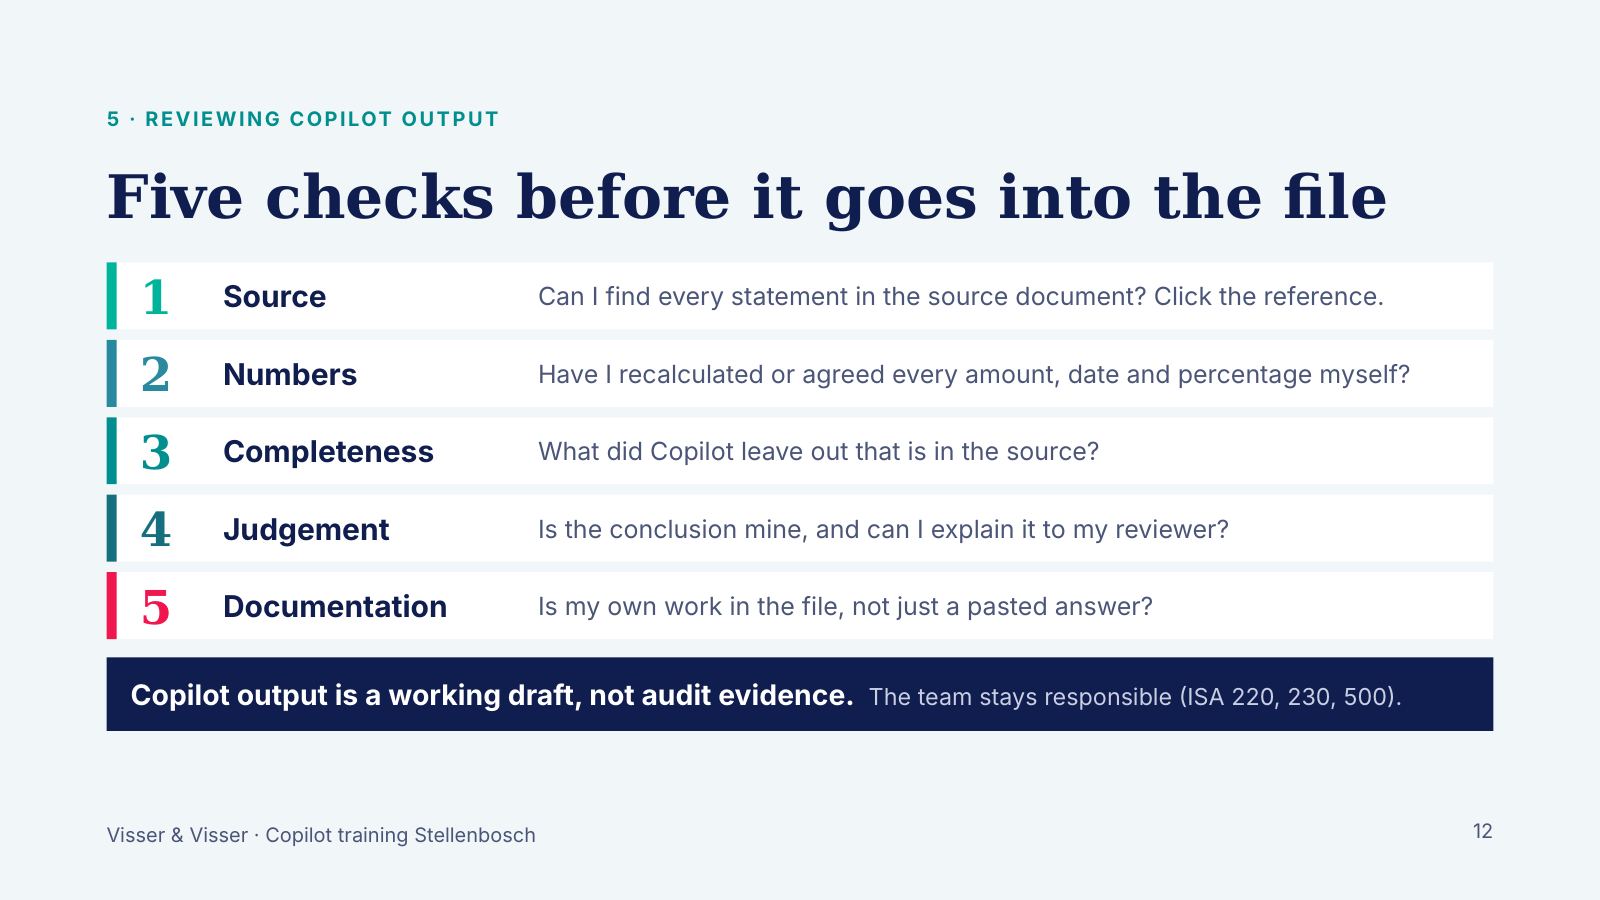 5 · REVIEWING COPILOT OUTPUT
Five checks before it goes into the file
1 Source Can I find every statement in the source document? Click the reference.
2 Numbers Have I recalculated or agreed every amount, date and percentage myself?
3 Completeness What did Copilot leave out that is in the source?
4 Judgement Is the conclusion mine, and can I explain it to my reviewer?
5 Documentation Is my own work in the file, not just a pasted answer?
Copilot output is a working draft, not audit evidence. The team stays responsible (ISA 220, 230, 500).
Visser & Visser · Copilot training Stellenbosch 12